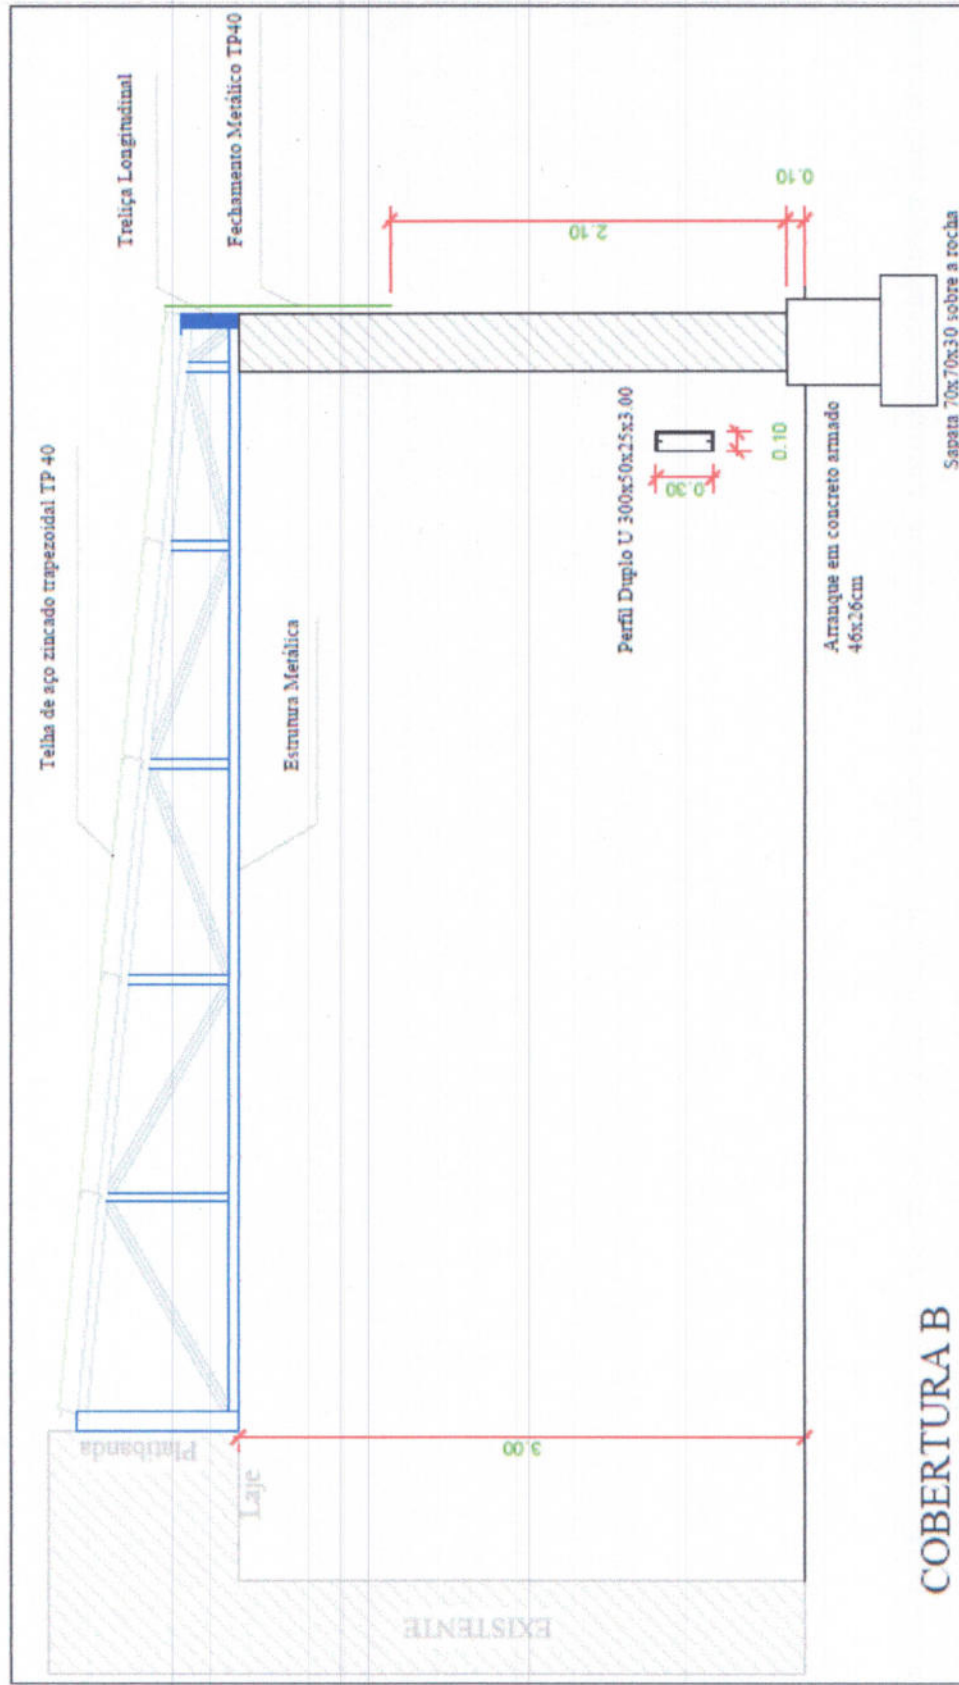 Treliça Longitudinal
Fechamento Metálico TP40
Telha de aço zincado trapezoidal TP 40
Estrutura Metálica
Platibanda
Laje
EXISTENTE
3.00
2.10
0.10
Perfil Duplo U 300x50x25x3.00
0.30
0.10
Arranque em concreto armado
46x26cm
Sapata 70x70x30 sobre a rocha
COBERTURA B